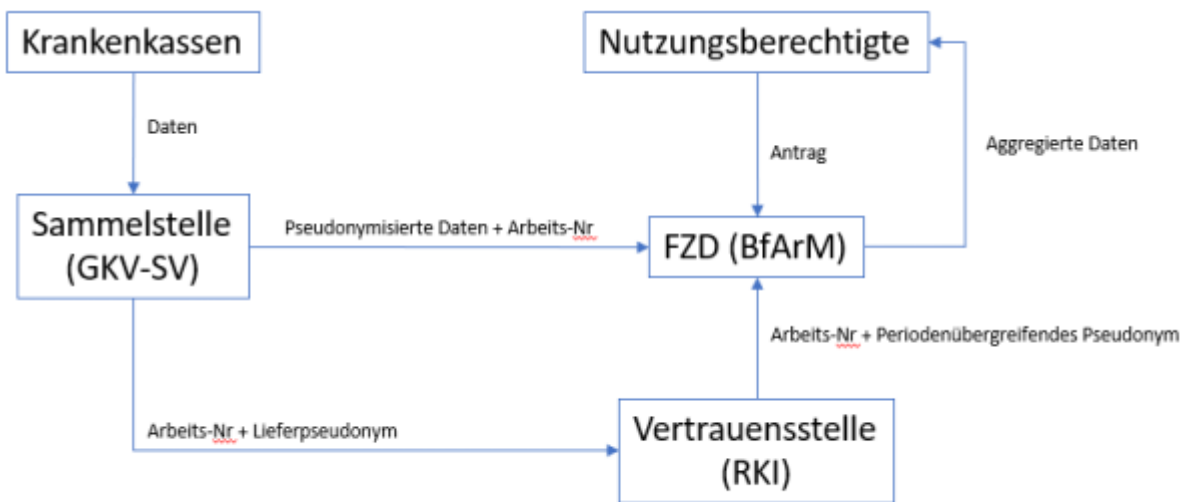 Krankenkassen
Nutzungsberechtigte
Daten
Antrag
Aggregierte Daten
Sammelstelle
(GKV-SV)
Pseudonymisierte Daten + Arbeits-Nr
FZD (BfArM)
Arbeits-Nr + Periodenübergreifendes Pseudonym
Arbeits-Nr + Lieferpseudonym
Vertrauensstelle
(RKI)